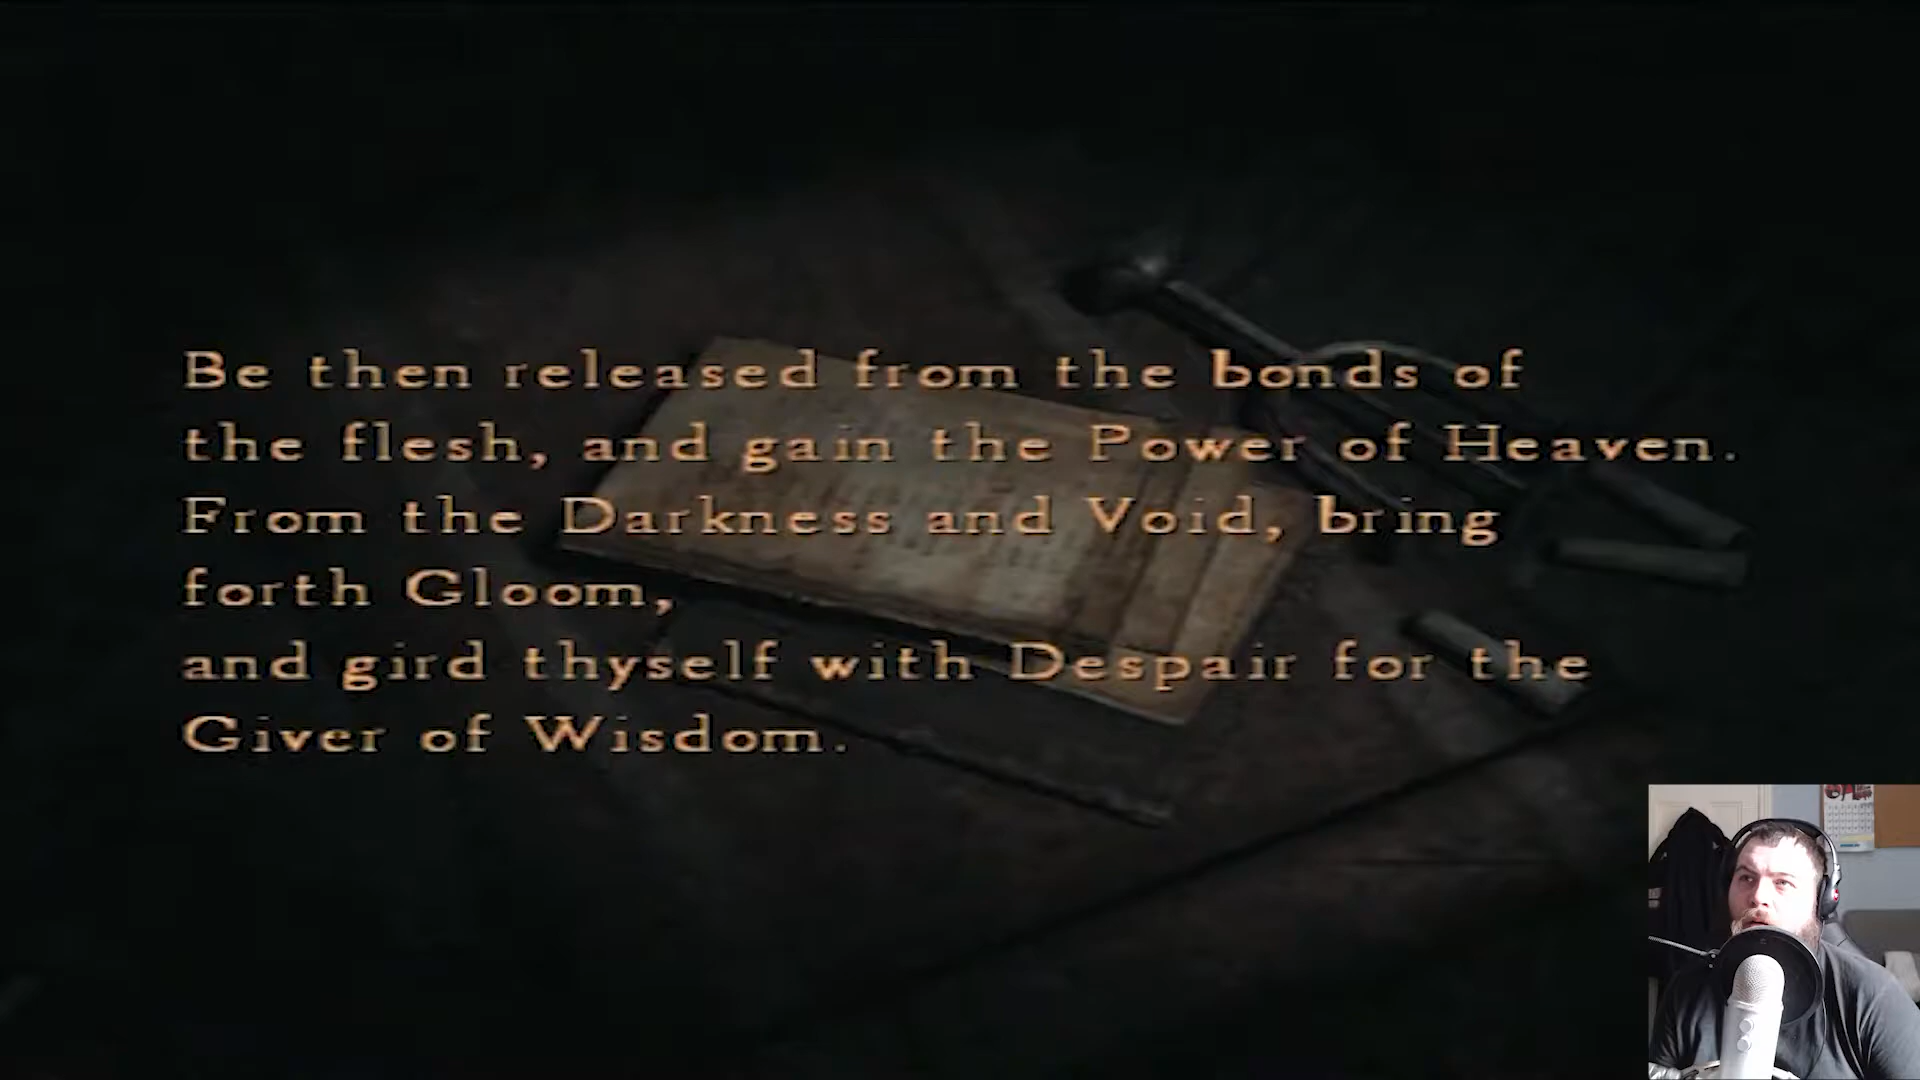 Be then released from the bonds of
the flesh, and gain the Power of Heaven.
From the Darkness and Void, bring
forth Gloom,
and gird thyself with Despair for the
Giver of Wisdom.